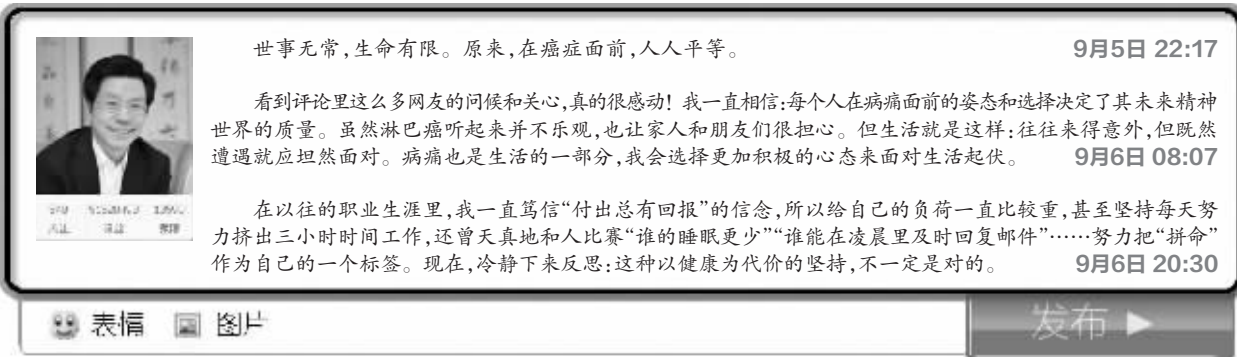 世事无常,生命有限。原来,在癌症面前,人人平等。 9月5日 22:17
看到评论里这么多网友的问候和关心,真的很感动! 我一直相信:每个人在病痛面前的姿态和选择决定了其未来精神
世界的质量。虽然淋巴癌听起来并不乐观,也让家人和朋友们很担心。但生活就是这样:往往来得意外,但既然
遭遇就应坦然面对。病痛也是生活的一部分,我会选择更加积极的心态来面对生活起伏。 9月6日 08:07
在以往的职业生涯里,我一直笃信“付出总有回报”的信念,所以给自己的负荷一直比较重,甚至坚持每天努
力挤出三小时时间工作,还曾天真地和人比赛“谁的睡眠更少”“谁能在凌晨里及时回复邮件”……努力把“拼命”
作为自己的一个标签。现在,冷静下来反思:这种以健康为代价的坚持,不一定是对的。 9月6日 20:30
表情 图片 发布